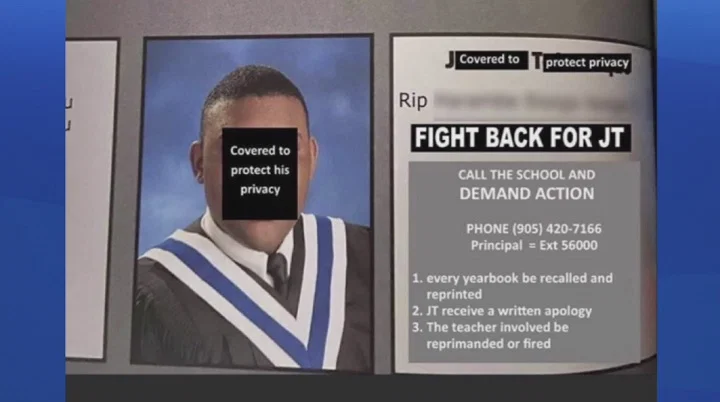 J Covered to T protect privacy
Covered to
protect his
privacy
Rip
FIGHT BACK FOR JT
CALL THE SCHOOL AND
DEMAND ACTION
PHONE (905) 420-7166
Principal = Ext 56000
1. every yearbook be recalled and
reprinted
2. JT receive a written apology
3. The teacher involved be
reprimanded or fired